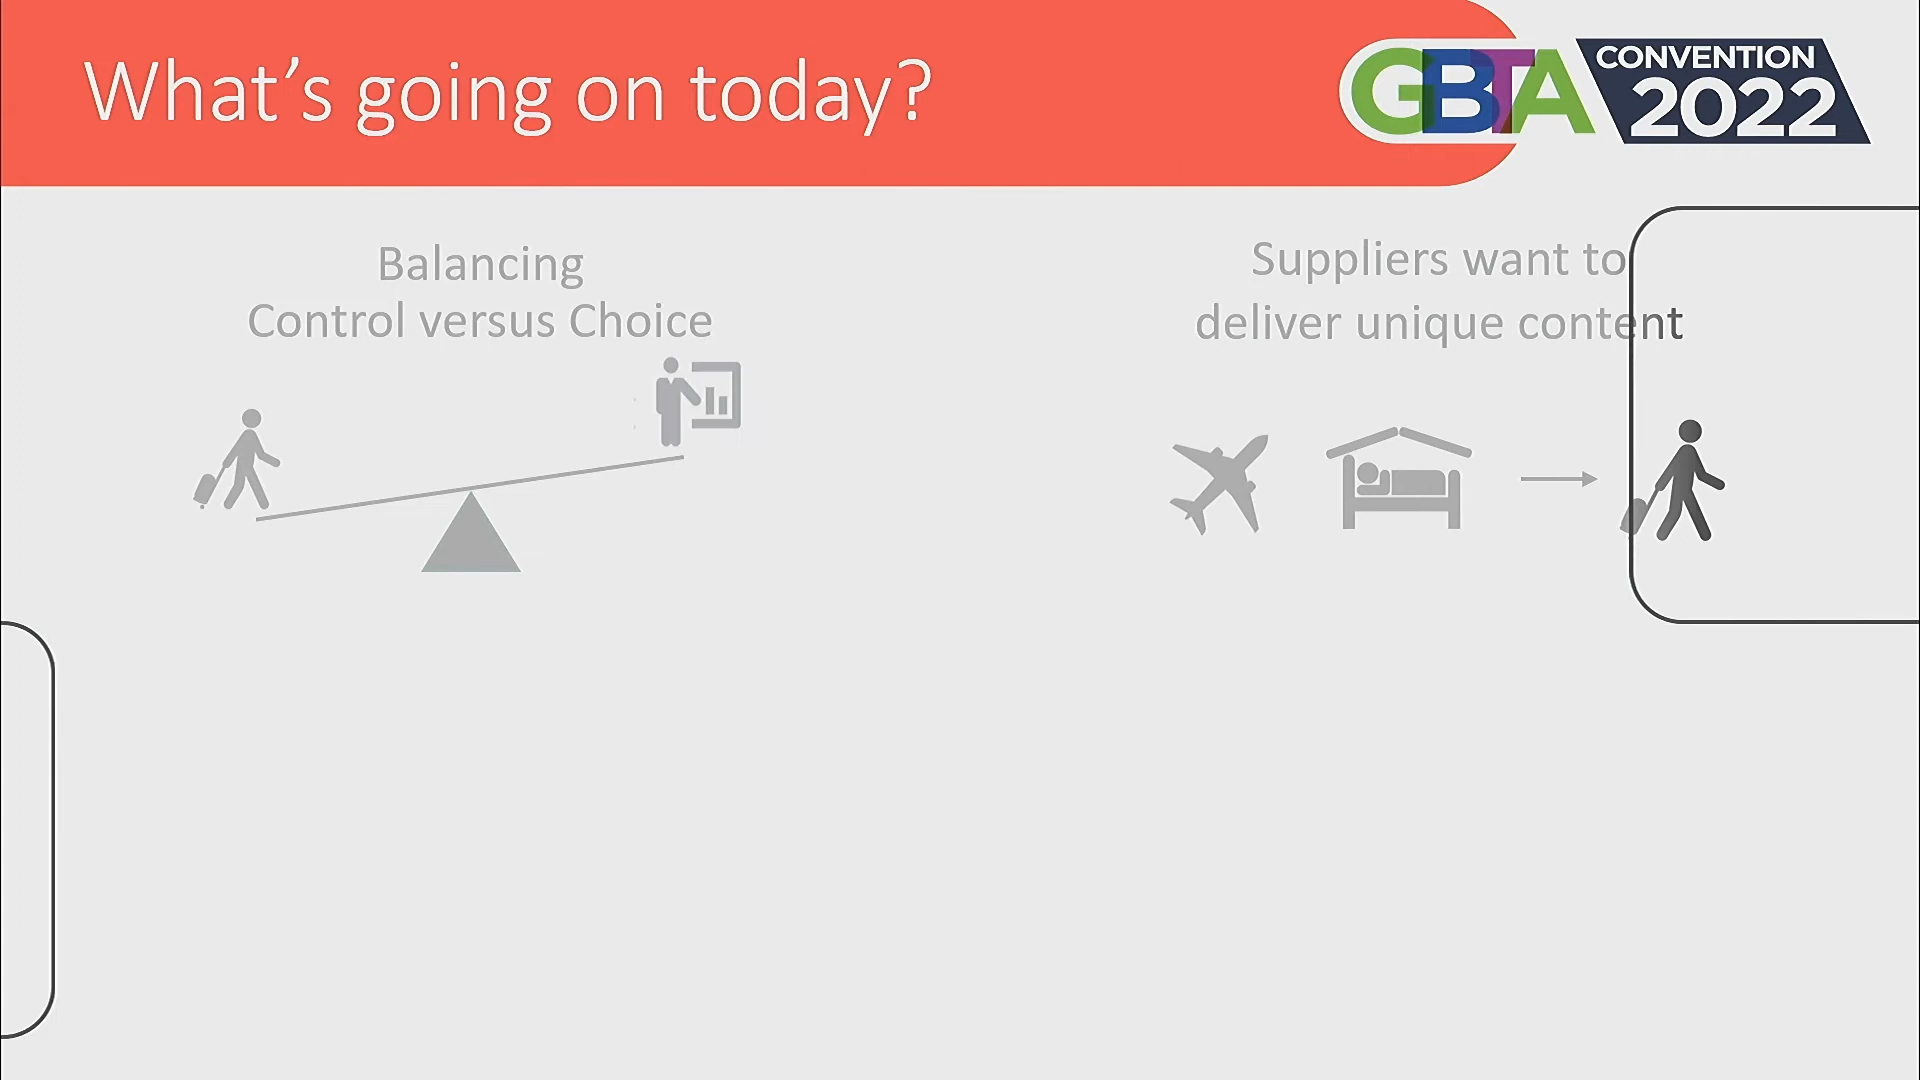 What's going on today?
GBTA
CONVENTION
2022
Balancing
Control versus Choice
Suppliers want to
deliver unique content